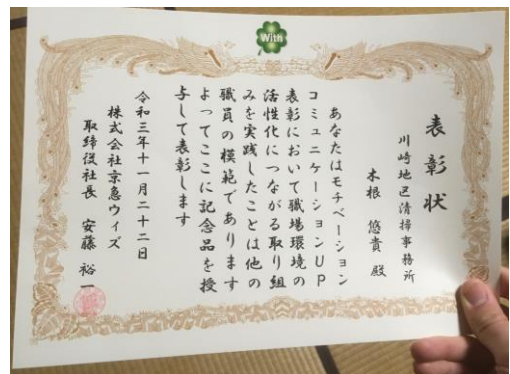 With
表彰状
川崎地区清掃事務所
木根 悠貴 殿
あなたはモチベーション
コミュニケーションUP
表彰において職場環境の
活性化につながる取り組
みを実践したことは他の
職員の模範であります
よってここに記念品を授
与して表彰します
令和三年十一月二十二日
株式会社京急ウィズ
取締役社長 安藤 裕一